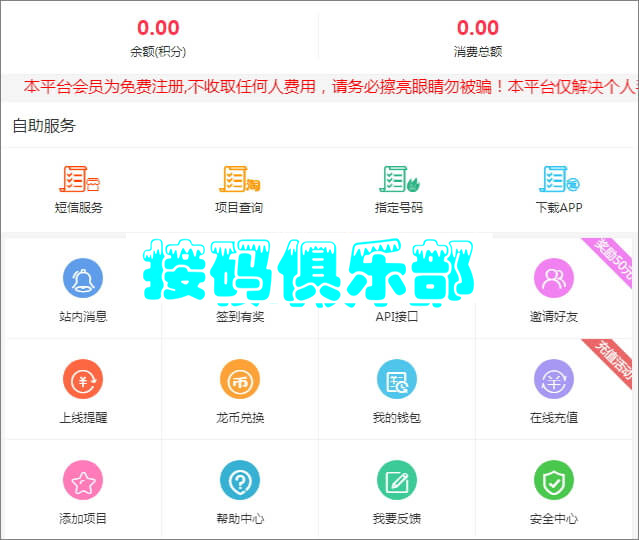 0.00 0.00
余额(积分) 消费总额
本平台会员为免费注册,不收取任何人费用，请务必擦亮眼睛勿被骗！本平台仅解决个人
自助服务
短信服务 项目查询 指定号码 下载APP
奖励50元
接码俱乐部
站内消息 签到有奖 API接口 邀请好友
充值活动
上线提醒 龙币兑换 我的钱包 在线充值
添加项目 帮助中心 我要反馈 安全中心